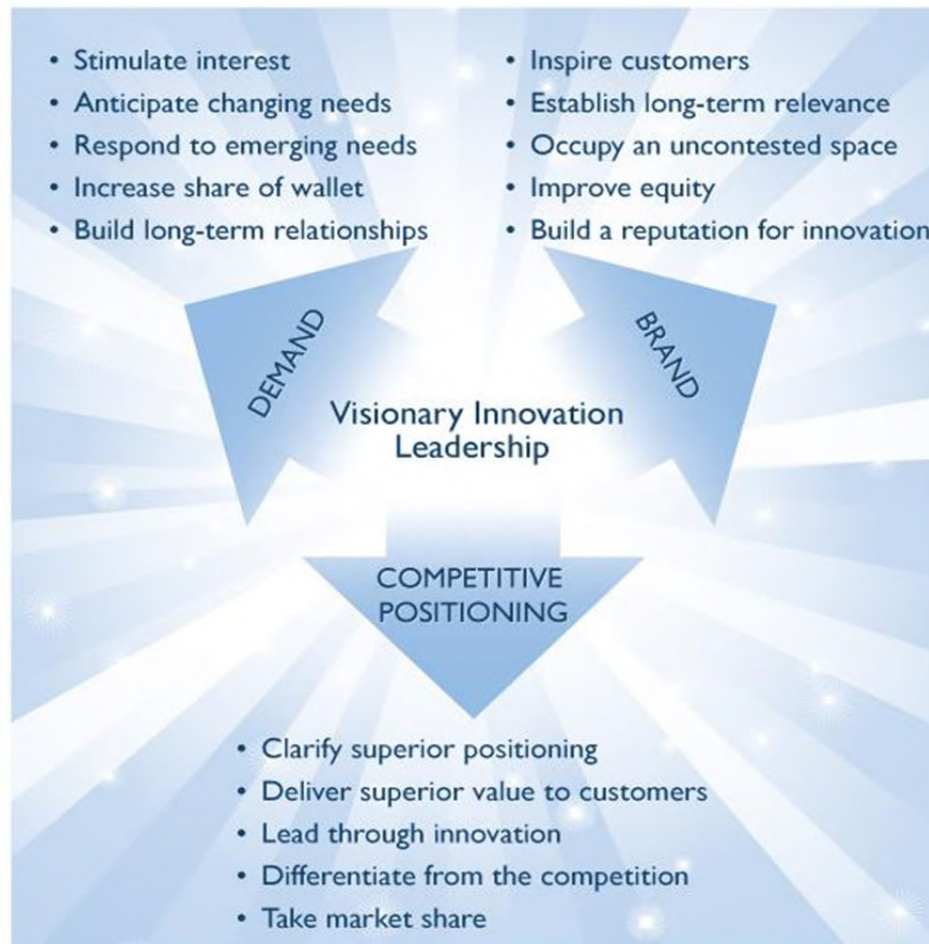 • Stimulate interest
• Anticipate changing needs
• Respond to emerging needs
• Increase share of wallet
• Build long-term relationships
• Inspire customers
• Establish long-term relevance
• Occupy an uncontested space
• Improve equity
• Build a reputation for innovation
DEMAND
BRAND
Visionary Innovation
Leadership
COMPETITIVE
POSITIONING
• Clarify superior positioning
• Deliver superior value to customers
• Lead through innovation
• Differentiate from the competition
• Take market share